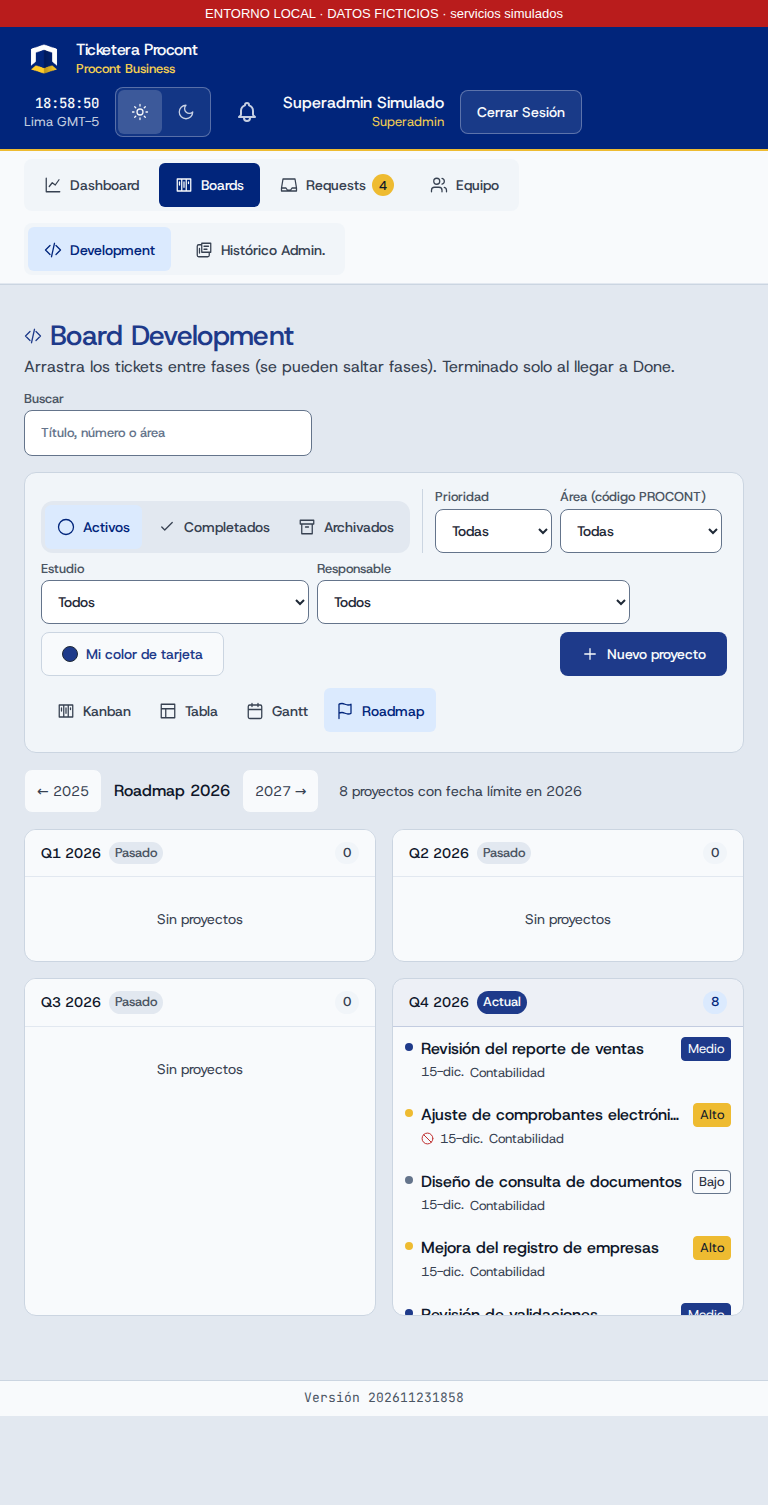 ENTORNO LOCAL · DATOS FICTICIOS · servicios simulados
Ticketera Procont
Procont Business
18:58:50
Lima GMT-5
Superadmin Simulado
Superadmin
Cerrar Sesión
Dashboard
Boards
Requests 4
Equipo
Development
Histórico Admin.
Board Development
Arrastra los tickets entre fases (se pueden saltar fases). Terminado solo al llegar a Done.
Buscar
Título, número o área
Activos
Completados
Archivados
Prioridad
Todas
Área (código PROCONT)
Todas
Estudio
Todos
Responsable
Todos
Mi color de tarjeta
Nuevo proyecto
Kanban
Tabla
Gantt
Roadmap
← 2025
Roadmap 2026
2027 →
8 proyectos con fecha límite en 2026
Q1 2026 Pasado 0
Sin proyectos
Q2 2026 Pasado 0
Sin proyectos
Q3 2026 Pasado 0
Sin proyectos
Q4 2026 Actual 8
Revisión del reporte de ventas Medio
15-dic. Contabilidad
Ajuste de comprobantes electróni... Alto
15-dic. Contabilidad
Diseño de consulta de documentos Bajo
15-dic. Contabilidad
Mejora del registro de empresas Alto
15-dic. Contabilidad
Revisión de validaciones Medio
Versión 202611231858